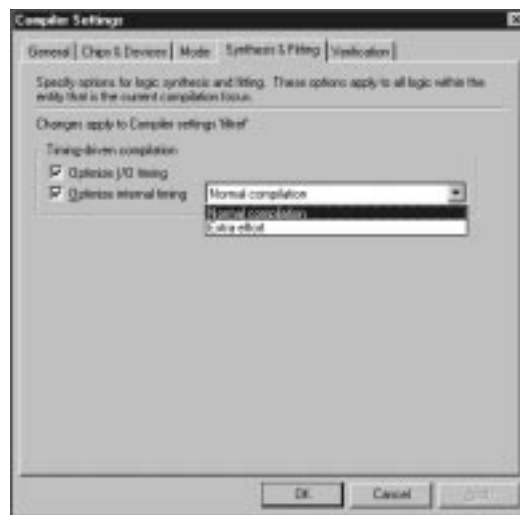 Compiler Settings
General Chips & Devices Mode Synthesis & Fitting Verification
Specify options for logic synthesis and fitting. These options apply to all logic within the
entity that is the current compilation focus.
Changes apply to Compiler settings 'filtref'
Timing-driven compilation
Optimize I/O timing
Optimize internal timing Normal compilation
Normal compilation
Extra effort
OK Cancel